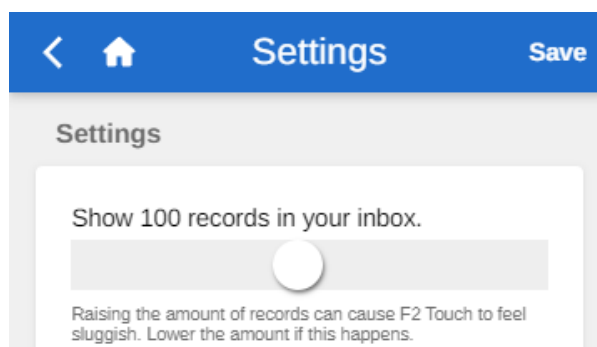 Settings
Save
Settings
Show 100 records in your inbox.
Raising the amount of records can cause F2 Touch to feel
sluggish. Lower the amount if this happens.